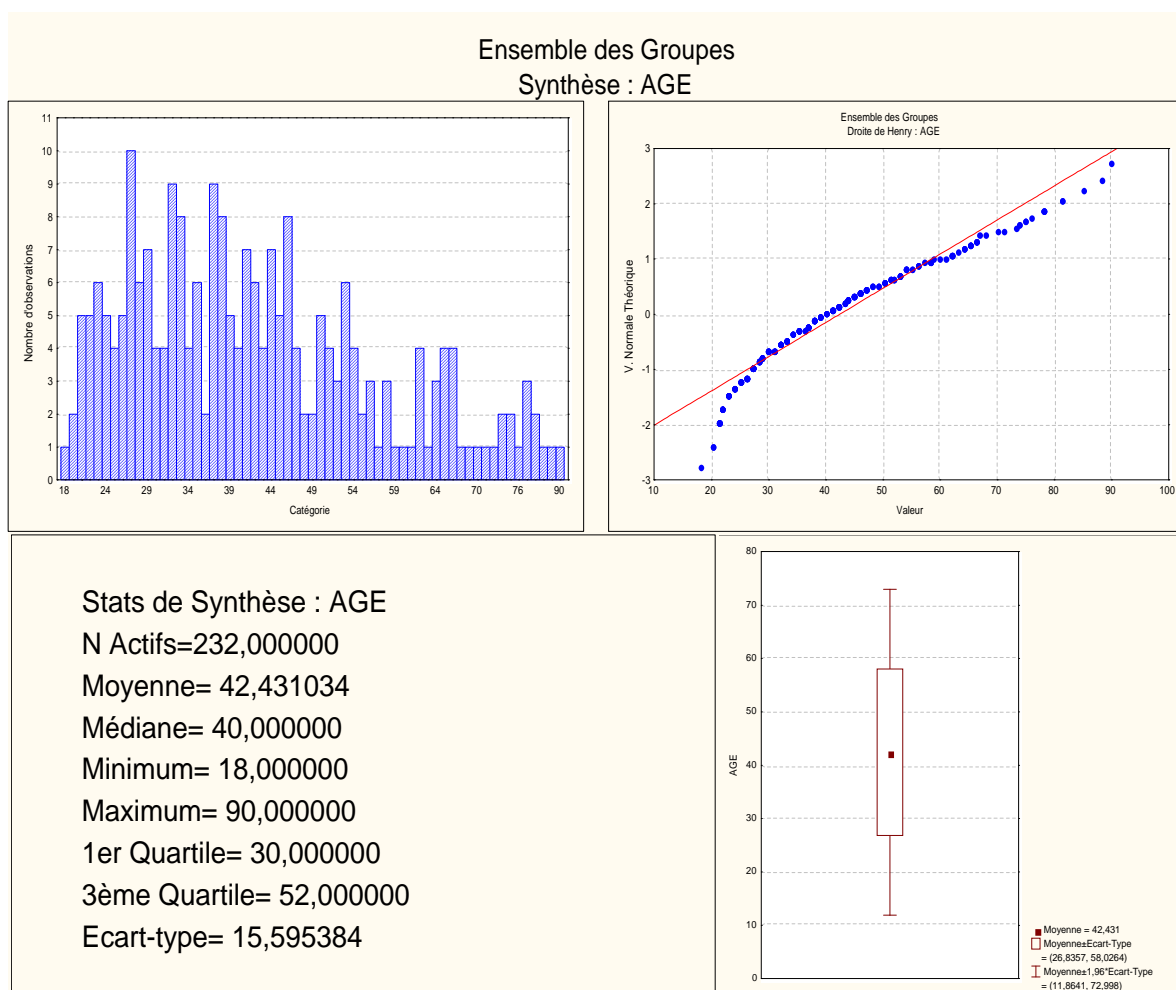 Ensemble des Groupes
Synthèse : AGE
11
10
9
8
7
6
5
4
3
2
1
0
Nombre d'observations
18 24 29 34 39 44 49 54 59 64 70 76 90
Catégorie
Ensemble des Groupes
Droite de Henry : AGE
3
2
1
0
-1
-2
-3
V. Normale Théorique
10 20 30 40 50 60 70 80 90 100
Valeur
Stats de Synthèse : AGE
N Actifs=232,000000
Moyenne= 42,431034
Médiane= 40,000000
Minimum= 18,000000
Maximum= 90,000000
1er Quartile= 30,000000
3ème Quartile= 52,000000
Ecart-type= 15,595384
80
70
60
50
40
30
20
10
0
AGE
Moyenne = 42,431
Moyenne±Ecart-Type
= (26,8357, 58,0264)
Moyenne±1,96*Ecart-Type
= (11,8641, 72,998)